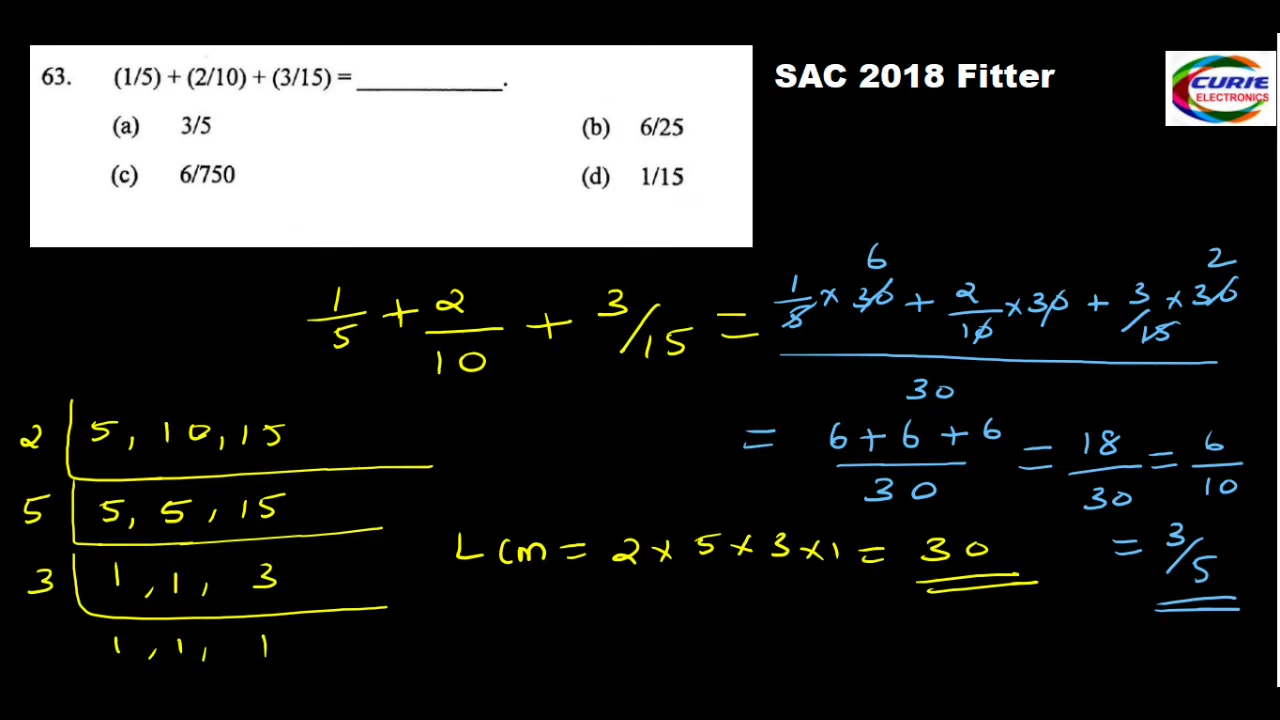 63. (1/5) + (2/10) + (3/15) = __________.
(a) 3/5 (b) 6/25
(c) 6/750 (d) 1/15
SAC 2018 Fitter
CURIE
ELECTRONICS
1/5 + 2/10 + 3/15 = (1/5 × 30 + 2/10 × 30 + 3/15 × 30)/30
6 2
= (6 + 6 + 6)/30 = 18/30 = 6/10
= 3/5
2 | 5, 10, 15
5 | 5, 5, 15
3 | 1, 1, 3
1, 1, 1
Lcm = 2 × 5 × 3 × 1 = 30